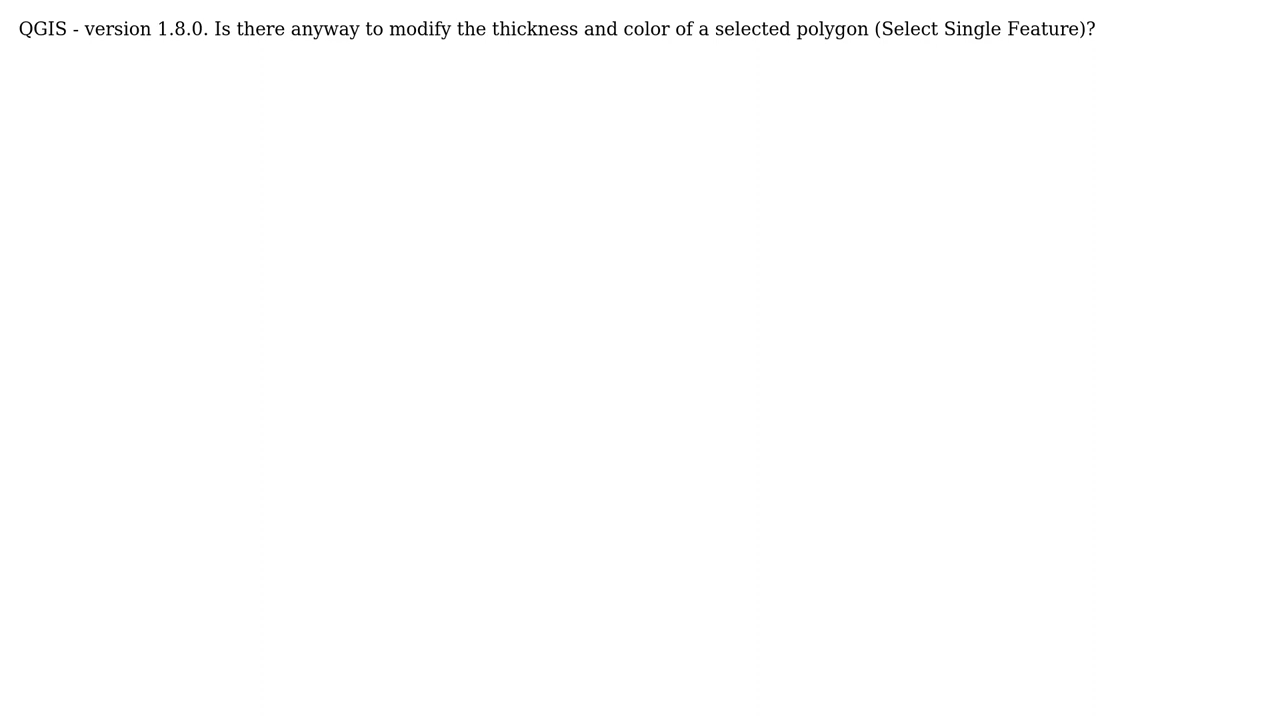 QGIS - version 1.8.0. Is there anyway to modify the thickness and color of a selected polygon (Select Single Feature)?